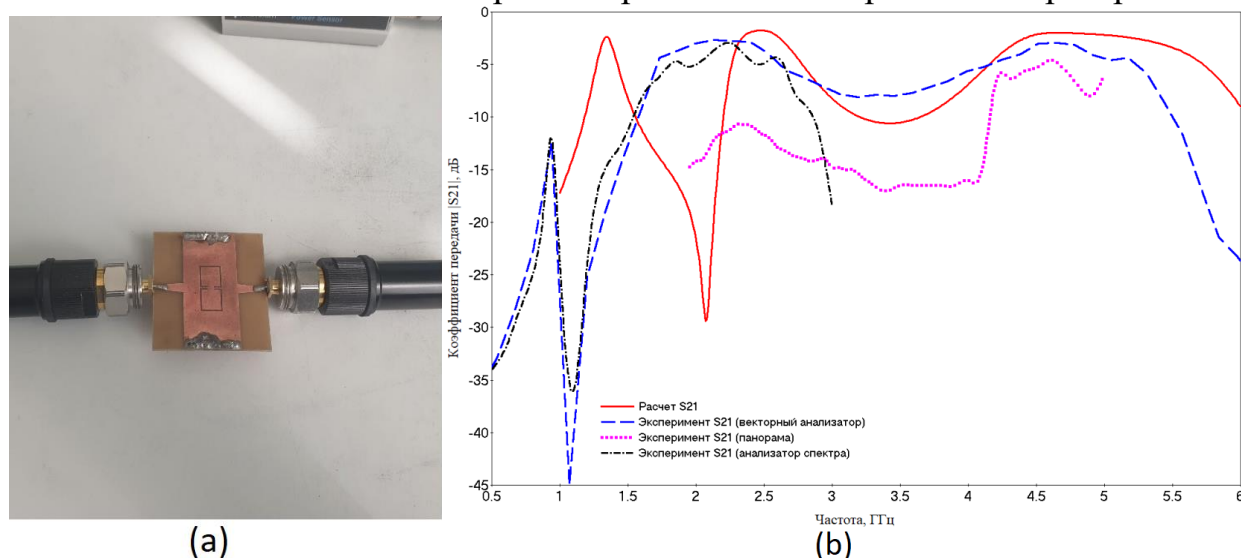 Power Sensor
Коэффициент передачи |S21|, дБ
0
-5
-10
-15
-20
-25
-30
-35
-40
-45
Расчет S21
Эксперимент S21 (векторный анализатор)
Эксперимент S21 (панорама)
Эксперимент S21 (анализатор спектра)
0.5 1 1.5 2 2.5 3 3.5 4 4.5 5 5.5 6
Частота, ГГц
(a) (b)